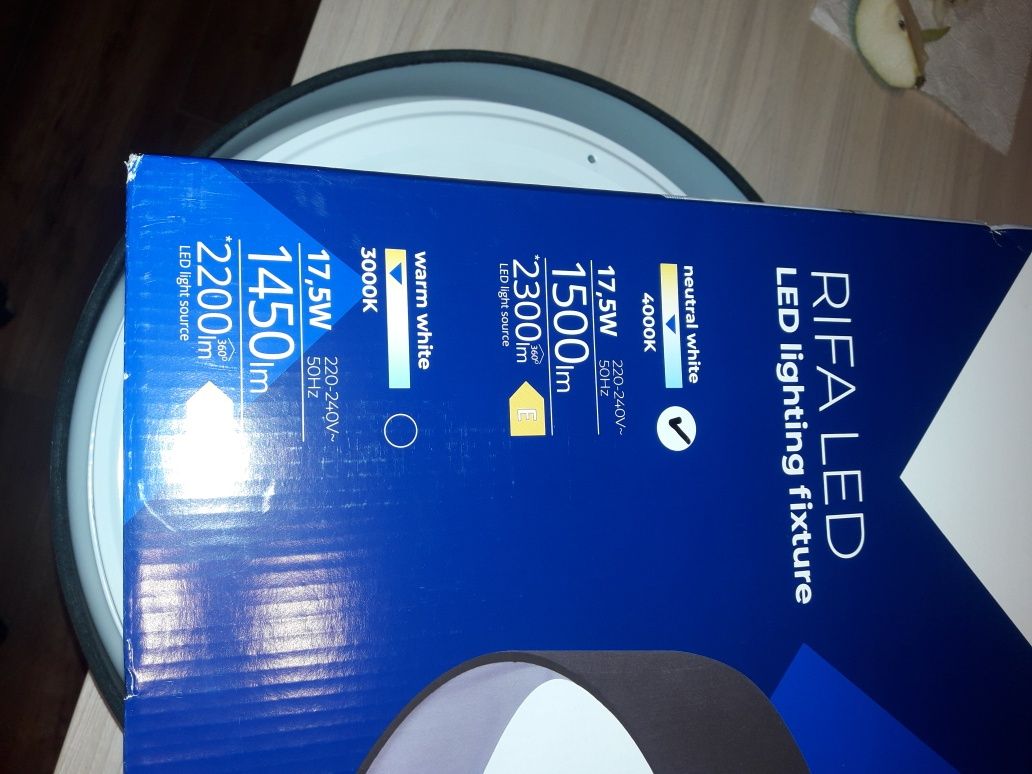 RIFA LED
LED lighting fixture
neutral white
4000K
17,5W 220-240V~
50Hz
1500lm
*2300lm 360°
LED light source
E
warm white
3000K
17,5W 220-240V~
50Hz
1450lm
*2200lm 360°
LED light source